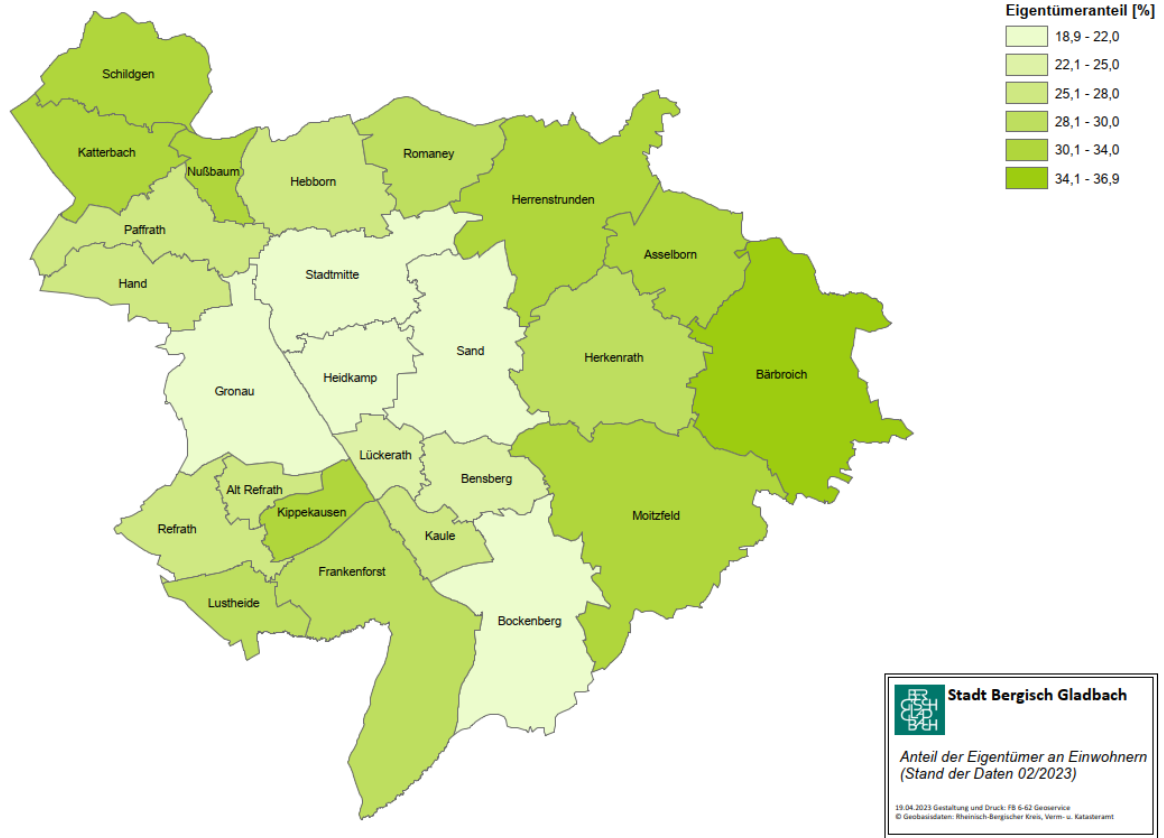 Eigentümeranteil [%]
18,9 - 22,0
22,1 - 25,0
25,1 - 28,0
28,1 - 30,0
30,1 - 34,0
34,1 - 36,9
Schildgen
Katterbach
Nußbaum
Hebborn
Romaney
Herrenstrunden
Paffrath
Asselborn
Hand
Stadtmitte
Sand
Herkenrath
Bärbroich
Heidkamp
Gronau
Lückerath
Bensberg
Alt Refrath
Kippekausen
Moitzfeld
Refrath
Kaule
Frankenforst
Lustheide
Bockenberg
BER
GISCH
GLAD
BACH
Stadt Bergisch Gladbach
Anteil der Eigentümer an Einwohnern
(Stand der Daten 02/2023)
19.04.2023 Gestaltung und Druck: FB 6-62 Geoservice
© Geobasisdaten: Rheinisch-Bergischer Kreis, Verm- u. Katasteramt